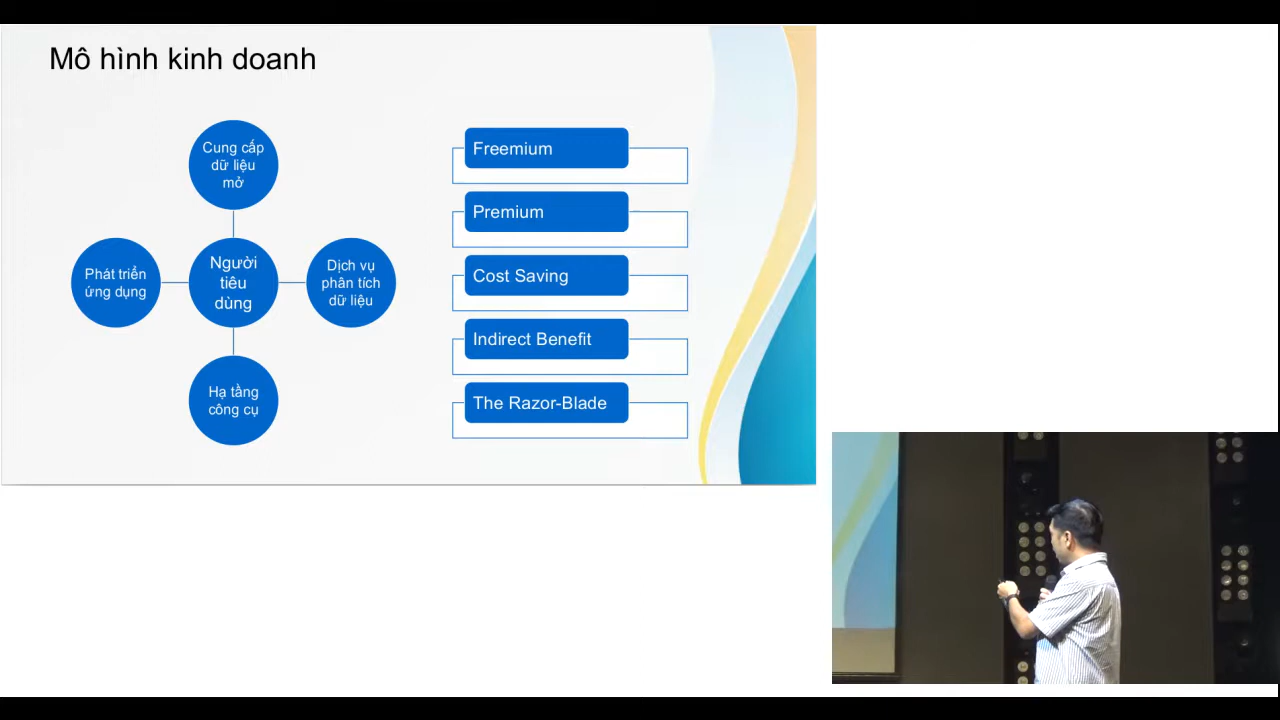 Mô hình kinh doanh
Cung cấp
dữ liệu
mở
Phát triển
ứng dụng
Người
tiêu
dùng
Dịch vụ
phân tích
dữ liệu
Hạ tầng
công cụ
Freemium
Premium
Cost Saving
Indirect Benefit
The Razor-Blade